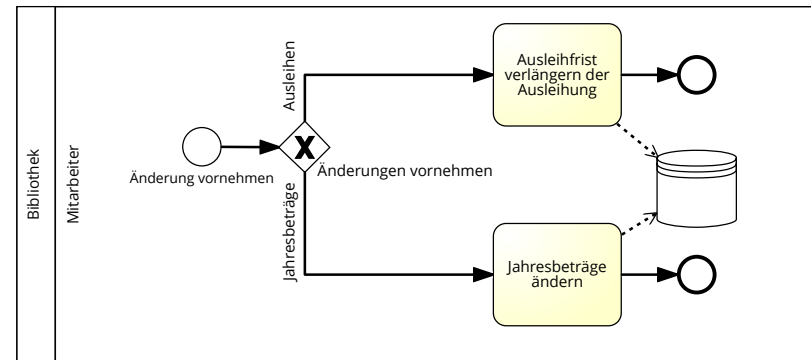 Bibliothek
Mitarbeiter
Änderung vornehmen
Ausleihen
X
Änderungen vornehmen
Jahresbeträge
Ausleihfrist
verlängern der
Ausleihung
Jahresbeträge
ändern